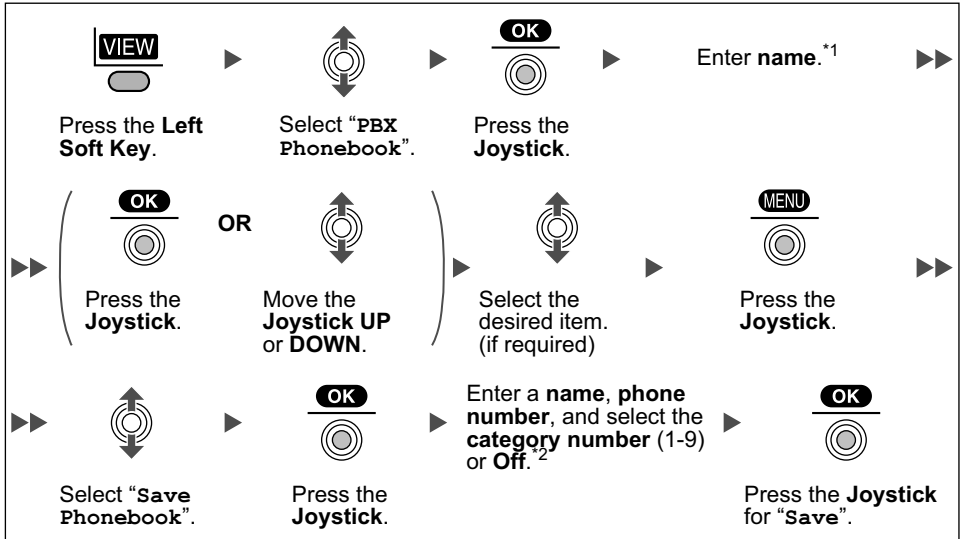 VIEW
OK
Enter name.*1
Press the Left
Soft Key.
Select “PBX
Phonebook”.
Press the
Joystick.
OK
OR
Press the
Joystick.
Move the
Joystick UP
or DOWN.
Select the
desired item.
(if required)
MENU
Press the
Joystick.
Select “Save
Phonebook”.
OK
Press the
Joystick.
Enter a name, phone
number, and select the
category number (1-9)
or Off.*2
OK
Press the Joystick
for “Save”.